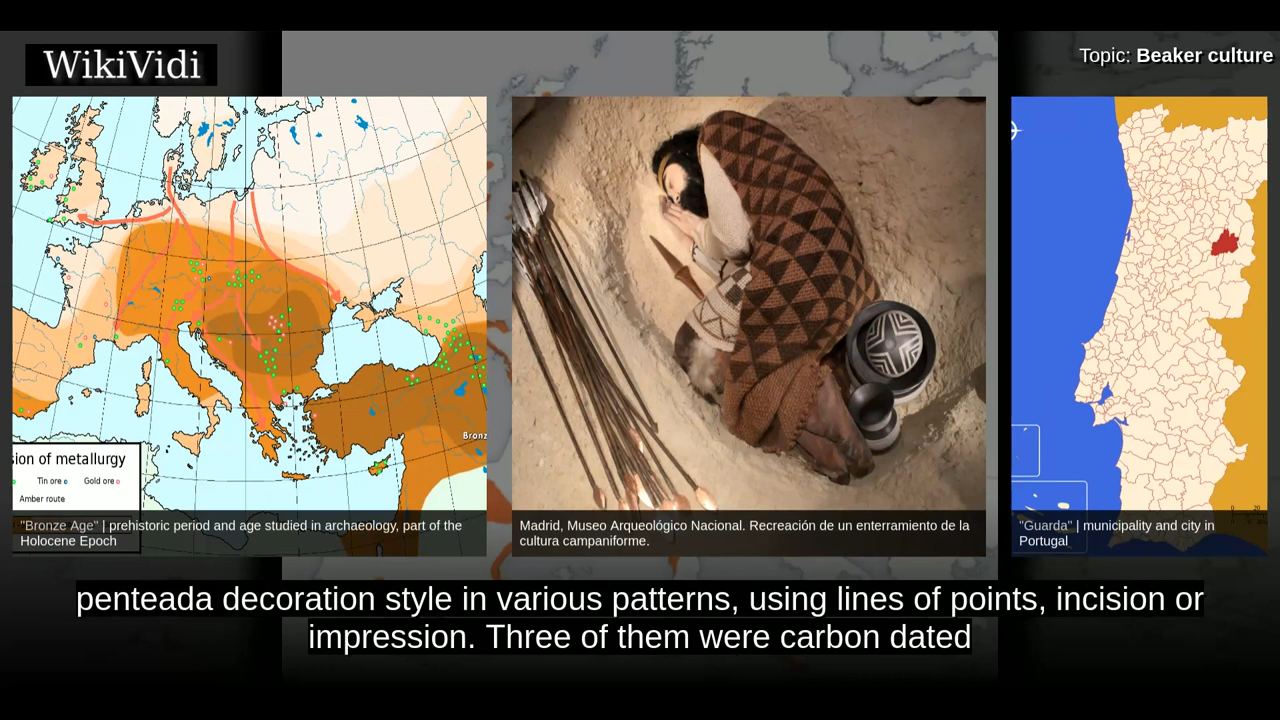 WikiVidi
Topic: Beaker culture
Bronz
sion of metallurgy
Tin ore Gold ore
Amber route
"Bronze Age" | prehistoric period and age studied in archaeology, part of the
Holocene Epoch
Madrid, Museo Arqueológico Nacional. Recreación de un enterramiento de la
cultura campaniforme.
"Guarda" | municipality and city in
Portugal
penteada decoration style in various patterns, using lines of points, incision or
impression. Three of them were carbon dated